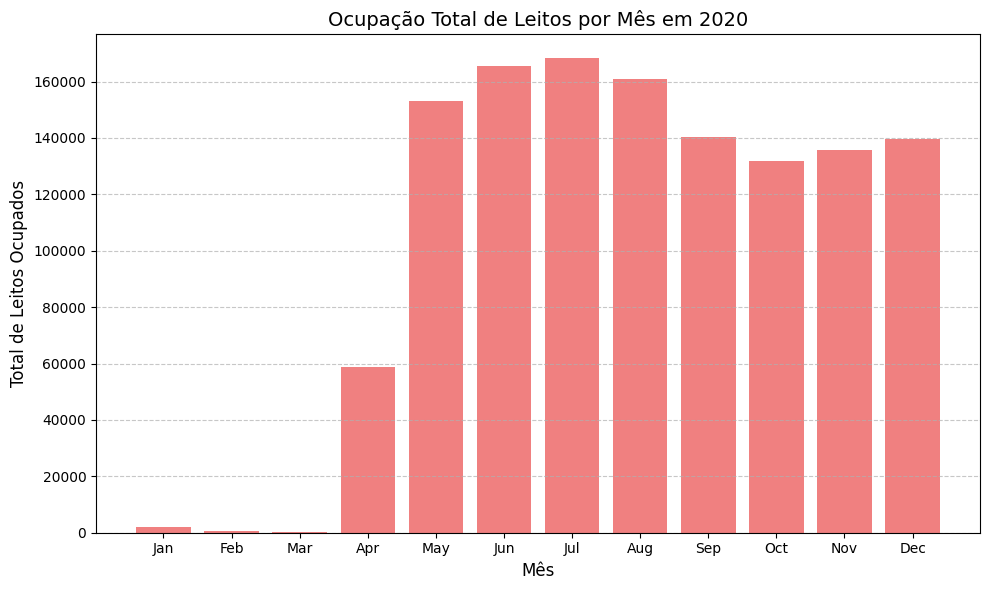 Ocupação Total de Leitos por Mês em 2020
Total de Leitos Ocupados
160000
140000
120000
100000
80000
60000
40000
20000
0
Jan Feb Mar Apr May Jun Jul Aug Sep Oct Nov Dec
Mês